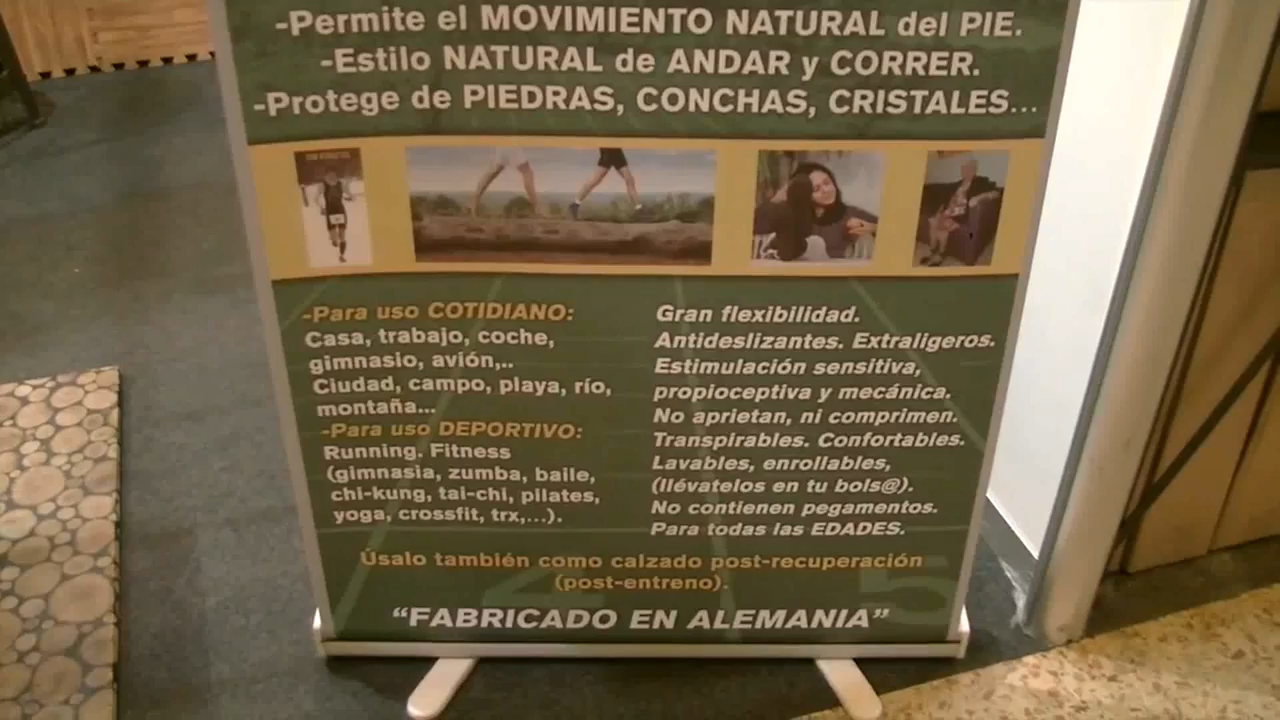 -Permite el MOVIMIENTO NATURAL del PIE.
-Estilo NATURAL de ANDAR y CORRER.
-Protege de PIEDRAS, CONCHAS, CRISTALES...
-Para uso COTIDIANO:
Casa, trabajo, coche,
gimnasio, avión,..
Ciudad, campo, playa, río,
montaña...
-Para uso DEPORTIVO:
Running. Fitness
(gimnasia, zumba, baile,
chi-kung, tai-chi, pilates,
yoga, crossfit, trx,...).
Gran flexibilidad.
Antideslizantes. Extraligeros.
Estimulación sensitiva,
propioceptiva y mecánica.
No aprietan, ni comprimen.
Transpirables. Confortables.
Lavables, enrollables,
(llévatelos en tu bols@).
No contienen pegamentos.
Para todas las EDADES.
Úsalo también como calzado post-recuperación
(post-entreno).
“FABRICADO EN ALEMANIA”